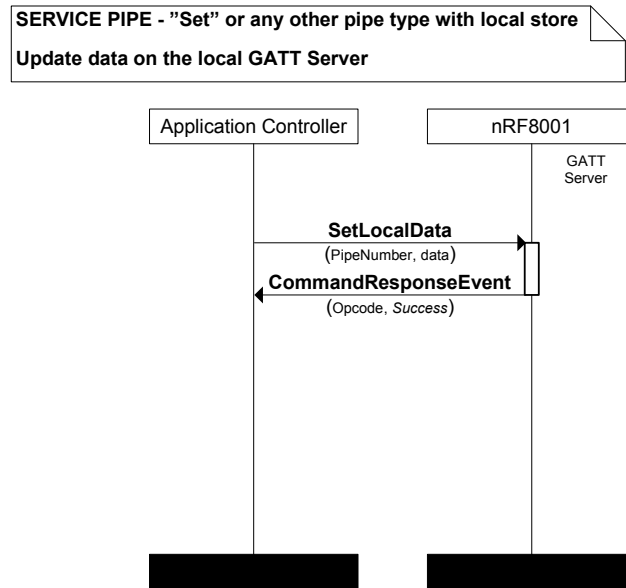 SERVICE PIPE - ”Set” or any other pipe type with local store
Update data on the local GATT Server
Application Controller
nRF8001
GATT
Server
SetLocalData
(PipeNumber, data)
CommandResponseEvent
(Opcode, Success)